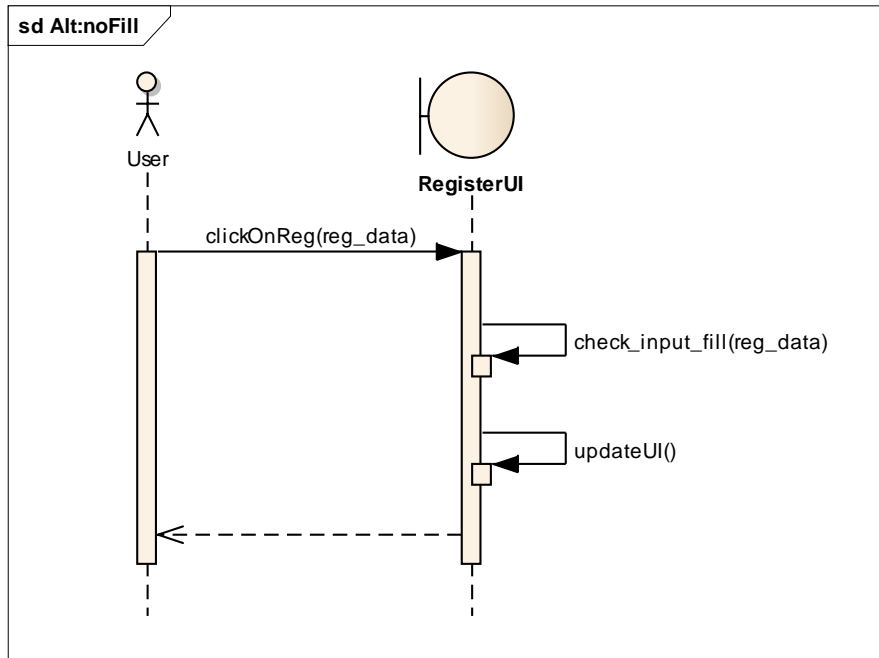 sd Alt:noFill
User
RegisterUI
clickOnReg(reg_data)
check_input_fill(reg_data)
updateUI()